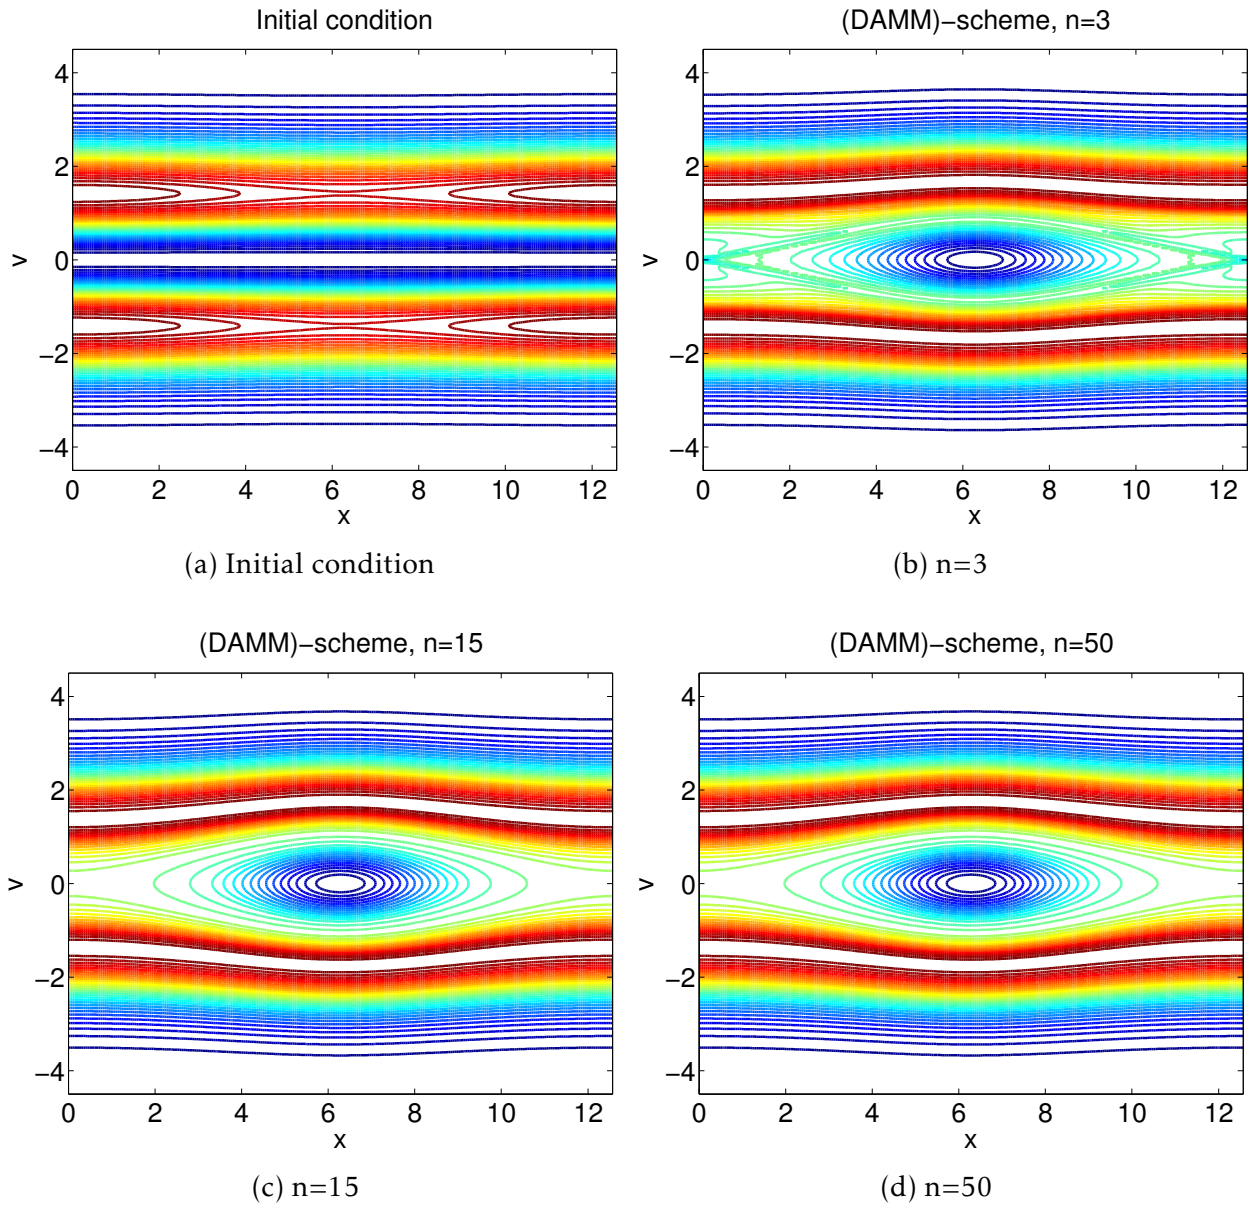 Initial condition
4
2
0
−2
−4
v
0 2 4 6 8 10 12
x
(a) Initial condition
(DAMM)−scheme, n=3
4
2
0
−2
−4
v
0 2 4 6 8 10 12
x
(b) n=3
(DAMM)−scheme, n=15
4
2
0
−2
−4
v
0 2 4 6 8 10 12
x
(c) n=15
(DAMM)−scheme, n=50
4
2
0
−2
−4
v
0 2 4 6 8 10 12
x
(d) n=50